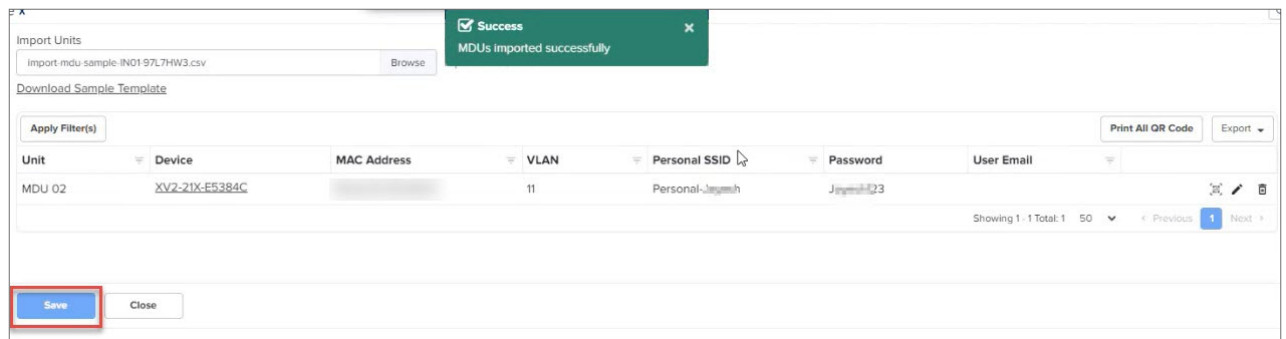 Success
MDUs imported successfully
Import Units
import-mdu-sample-IN01-97L7HW3.csv Browse
Download Sample Template
Apply Filter(s) Print All QR Code Export
Unit Device MAC Address VLAN Personal SSID Password User Email
MDU 02 XV2-21X-E5384C 11
Showing 1 - 1 Total: 1 50 < Previous 1 Next >
Save Close